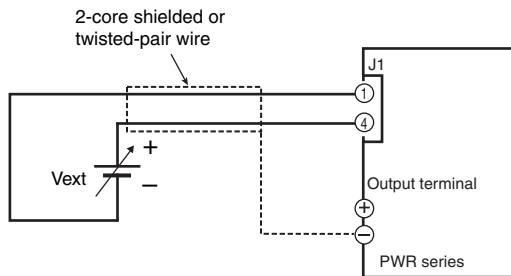 2-core shielded or
twisted-pair wire
J1
1
4
+
Vext
−
Output terminal
+
−
PWR series